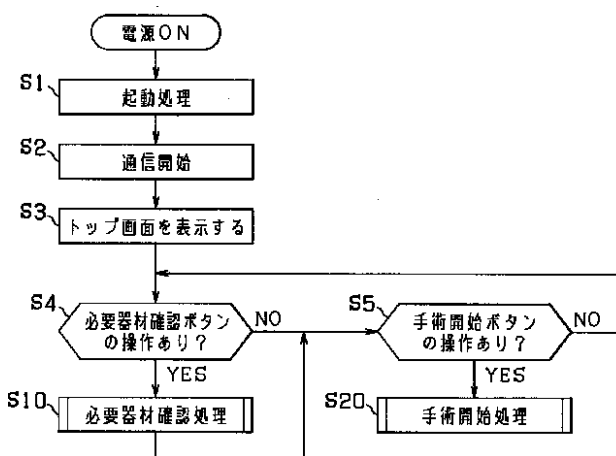 電源ON
S1
起動処理
S2
通信開始
S3
トップ画面を表示する
S4
必要器材確認ボタン
の操作あり?
NO
YES
S5
手術開始ボタン
の操作あり?
NO
YES
S10
必要器材確認処理
S20
手術開始処理